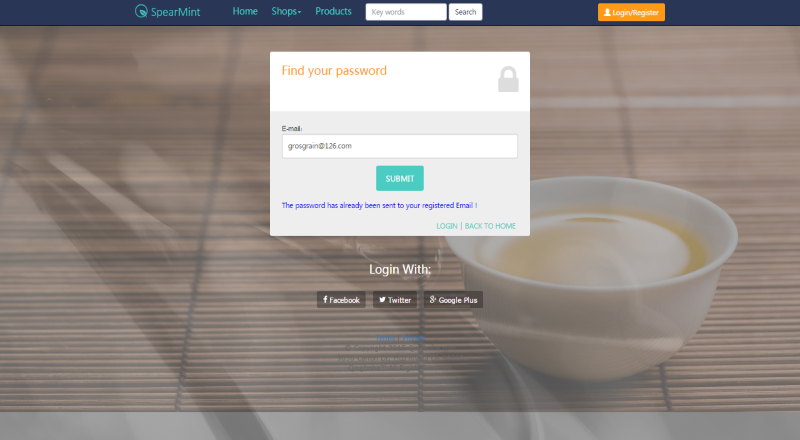 SpearMint Home Shops Products Key words Search Login/Register
Find your password
E-mail:
grosgrain@126.com
SUBMIT
The password has already been sent to your registered Email !
LOGIN | BACK TO HOME
Login With:
Facebook Twitter Google Plus